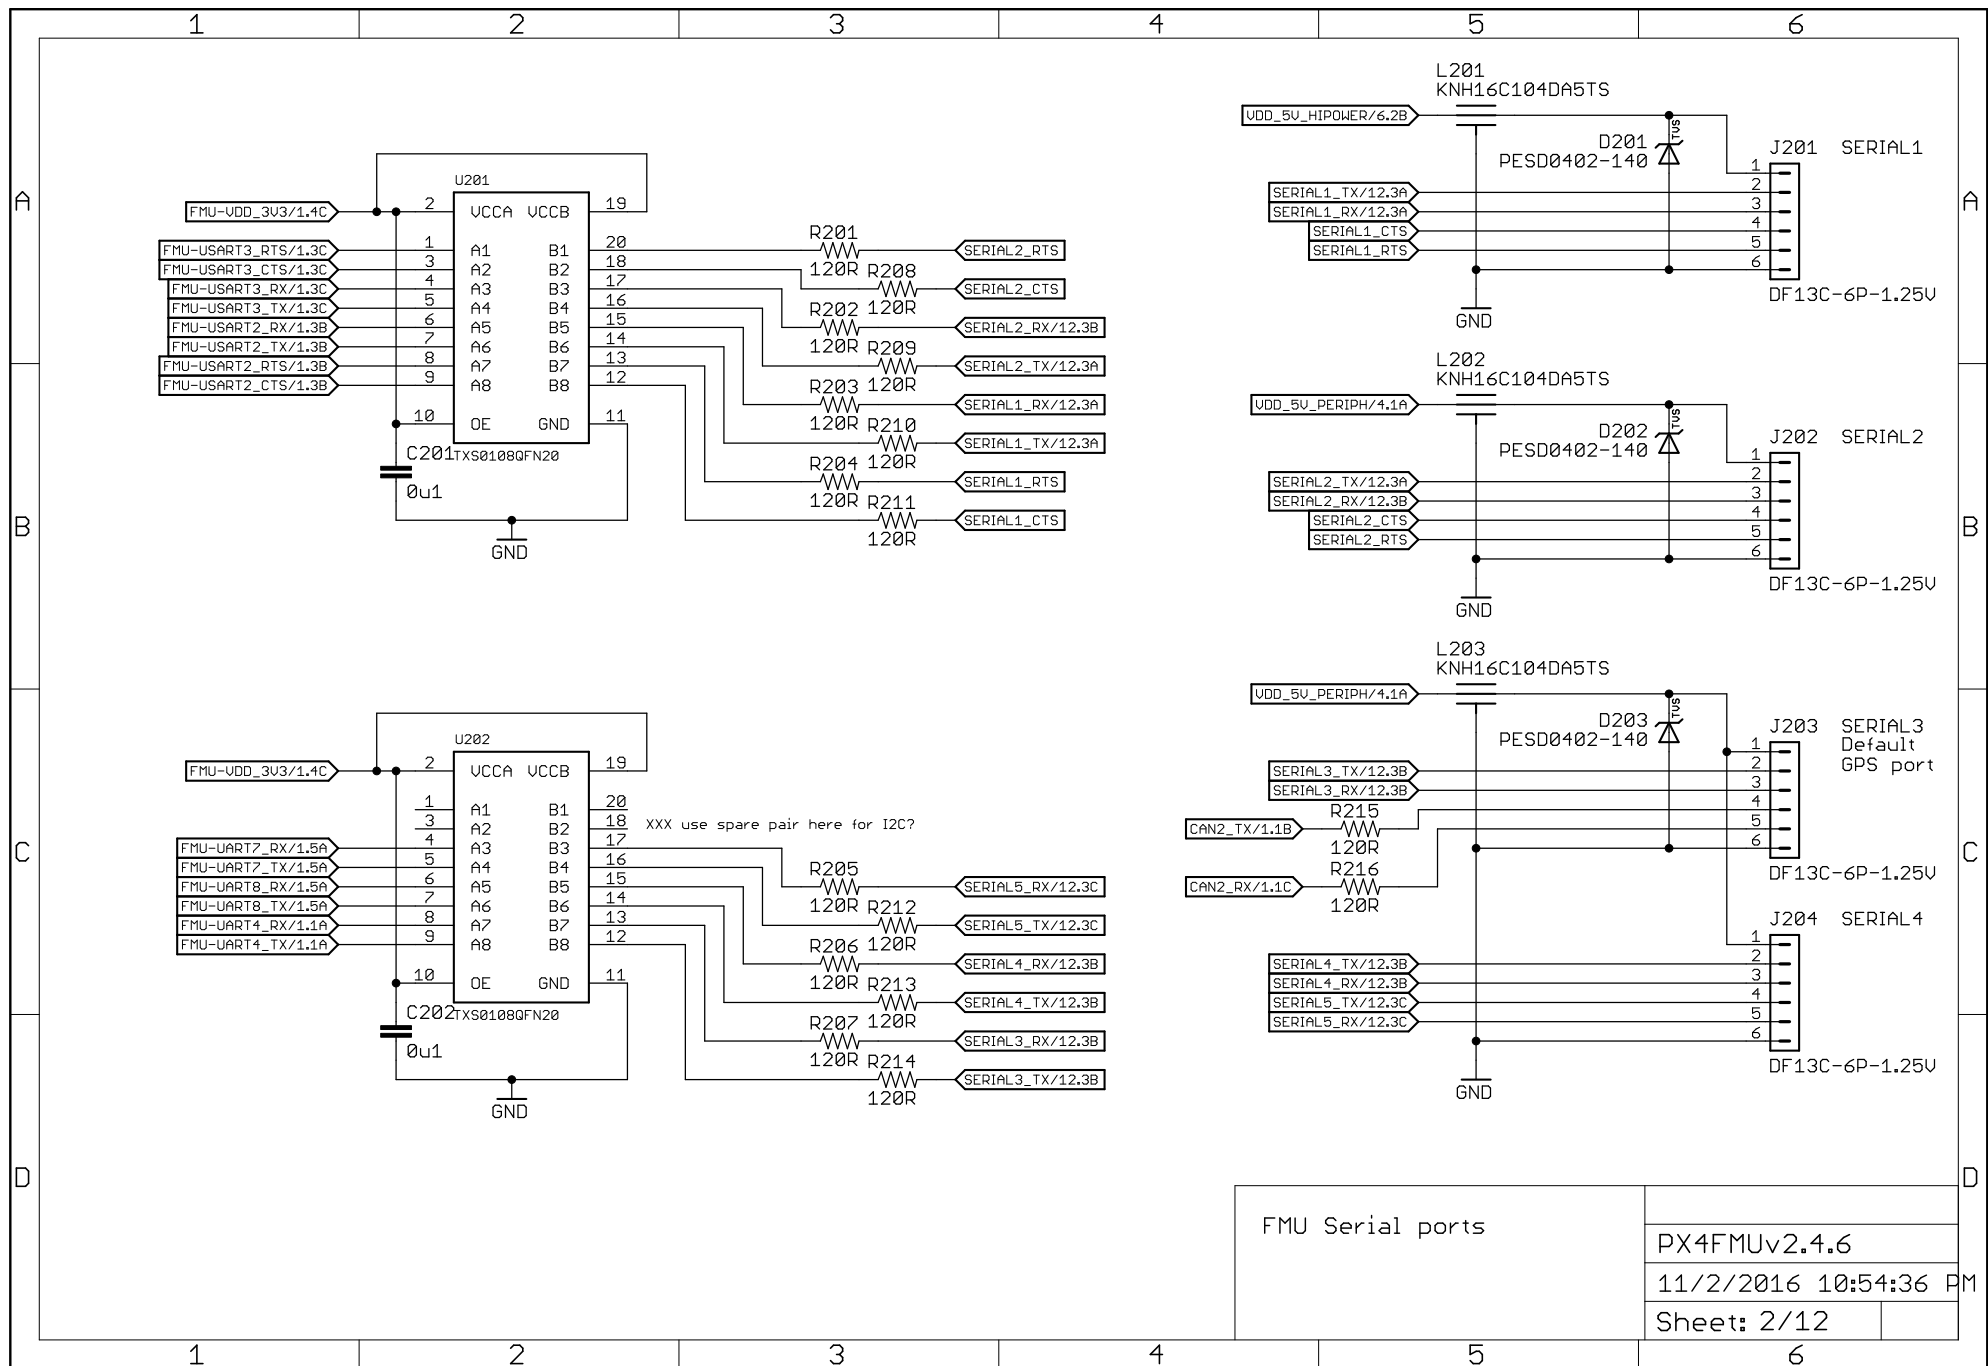 1 2 3 4 5 6
A
B
C
D
A
B
C
D
U201
VCCA VCCB
2
19
FMU-VDD_3V3/1.4C
FMU-USART3_RTS/1.3C
FMU-USART3_CTS/1.3C
FMU-USART3_RX/1.3C
FMU-USART3_TX/1.3C
FMU-USART2_RX/1.3B
FMU-USART2_TX/1.3B
FMU-USART2_RTS/1.3B
FMU-USART2_CTS/1.3B
1 A1 B1 20
3 A2 B2 18
4 A3 B3 17
5 A4 B4 16
6 A5 B5 15
7 A6 B6 14
8 A7 B7 13
9 A8 B8 12
10 OE GND 11
C201
TXS0108QFN20
0u1
GND
R201
120R
SERIAL2_RTS
R208
120R
SERIAL2_CTS
R202
120R
SERIAL2_RX/12.3B
R209
120R
SERIAL2_TX/12.3A
R203
120R
SERIAL1_RX/12.3A
R210
120R
SERIAL1_TX/12.3A
R204
120R
SERIAL1_RTS
R211
120R
SERIAL1_CTS
U202
VCCA VCCB
2
19
FMU-VDD_3V3/1.4C
FMU-UART7_RX/1.5A
FMU-UART7_TX/1.5A
FMU-UART8_RX/1.5A
FMU-UART8_TX/1.5A
FMU-UART4_RX/1.1A
FMU-UART4_TX/1.1A
1 A1 B1 20
3 A2 B2 18
XXX use spare pair here for I2C?
4 A3 B3 17
5 A4 B4 16
6 A5 B5 15
7 A6 B6 14
8 A7 B7 13
9 A8 B8 12
10 OE GND 11
C202
TXS0108QFN20
0u1
GND
R205
120R
SERIAL5_RX/12.3C
R212
120R
SERIAL5_TX/12.3C
R206
120R
SERIAL4_RX/12.3B
R213
120R
SERIAL4_TX/12.3B
R207
120R
SERIAL3_RX/12.3B
R214
120R
SERIAL3_TX/12.3B
L201
KNH16C104DA5TS
VDD_5V_HIPOWER/6.2B
D201
PESD0402-140
TVS
J201 SERIAL1
SERIAL1_TX/12.3A
SERIAL1_RX/12.3A
SERIAL1_CTS
SERIAL1_RTS
1
2
3
4
5
6
DF13C-6P-1.25V
GND
L202
KNH16C104DA5TS
VDD_5V_PERIPH/4.1A
D202
PESD0402-140
TVS
J202 SERIAL2
SERIAL2_TX/12.3A
SERIAL2_RX/12.3B
SERIAL2_CTS
SERIAL2_RTS
1
2
3
4
5
6
DF13C-6P-1.25V
GND
L203
KNH16C104DA5TS
VDD_5V_PERIPH/4.1A
D203
PESD0402-140
TVS
J203 SERIAL3
Default
GPS port
SERIAL3_TX/12.3B
SERIAL3_RX/12.3B
CAN2_TX/1.1B
R215
120R
CAN2_RX/1.1C
R216
120R
1
2
3
4
5
6
DF13C-6P-1.25V
J204 SERIAL4
SERIAL4_TX/12.3B
SERIAL4_RX/12.3B
SERIAL5_TX/12.3C
SERIAL5_RX/12.3C
1
2
3
4
5
6
DF13C-6P-1.25V
GND
FMU Serial ports
PX4FMUv2.4.6
11/2/2016 10:54:36 PM
Sheet: 2/12
1 2 3 4 5 6